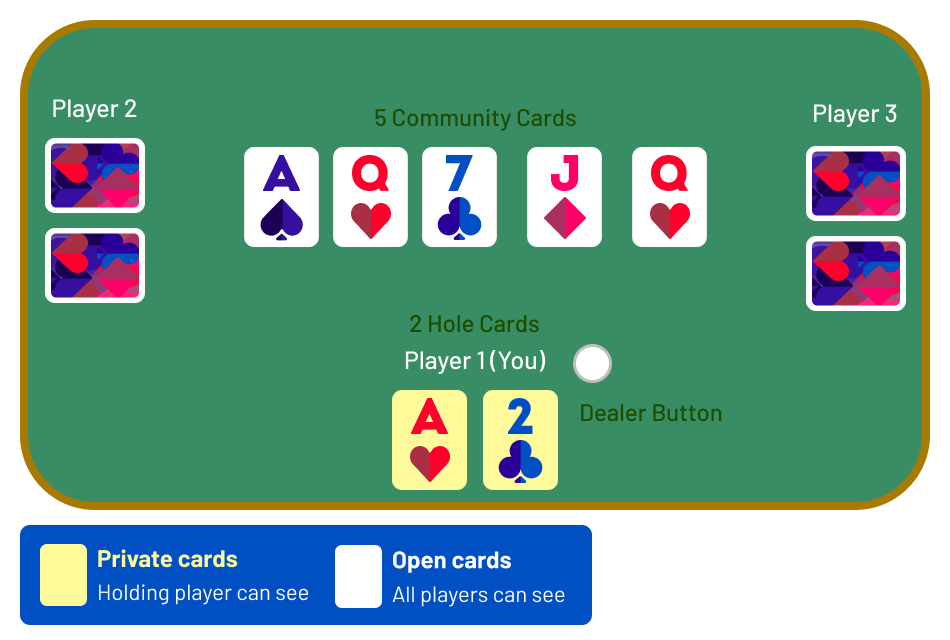 Player 2
5 Community Cards
Player 3
A
Q
7
J
Q
2 Hole Cards
Player 1 (You)
A
2
Dealer Button
Private cards
Holding player can see
Open cards
All players can see